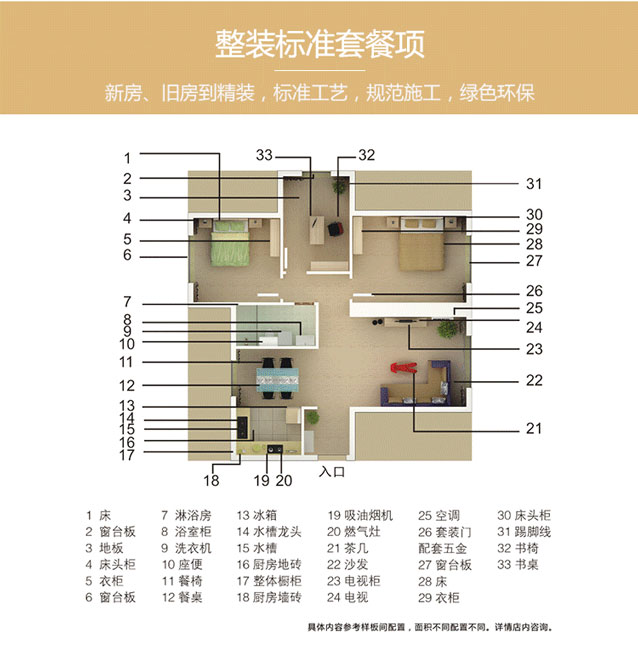 整装标准套餐项
新房、旧房到精装，标准工艺，规范施工，绿色环保
33
32
1
2
3
31
4
5
6
30
29
28
27
26
7
8
9
10
25
24
23
11
12
22
13
14
15
16
17
21
18
19
20
入口
1 床
2 窗台板
3 地板
4 床头柜
5 衣柜
6 窗台板
7 淋浴房
8 浴室柜
9 洗衣机
10 座便
11 餐椅
12 餐桌
13 冰箱
14 水槽龙头
15 水槽
16 厨房地砖
17 整体橱柜
18 厨房墙砖
19 吸油烟机
20 燃气灶
21 茶几
22 沙发
23 电视柜
24 电视
25 空调
26 套装门
配套五金
27 窗台板
28 床
29 衣柜
30 床头柜
31 踢脚线
32 书椅
33 书桌
具体内容参考样板间配置，面积不同配置不同。详情店内咨询。